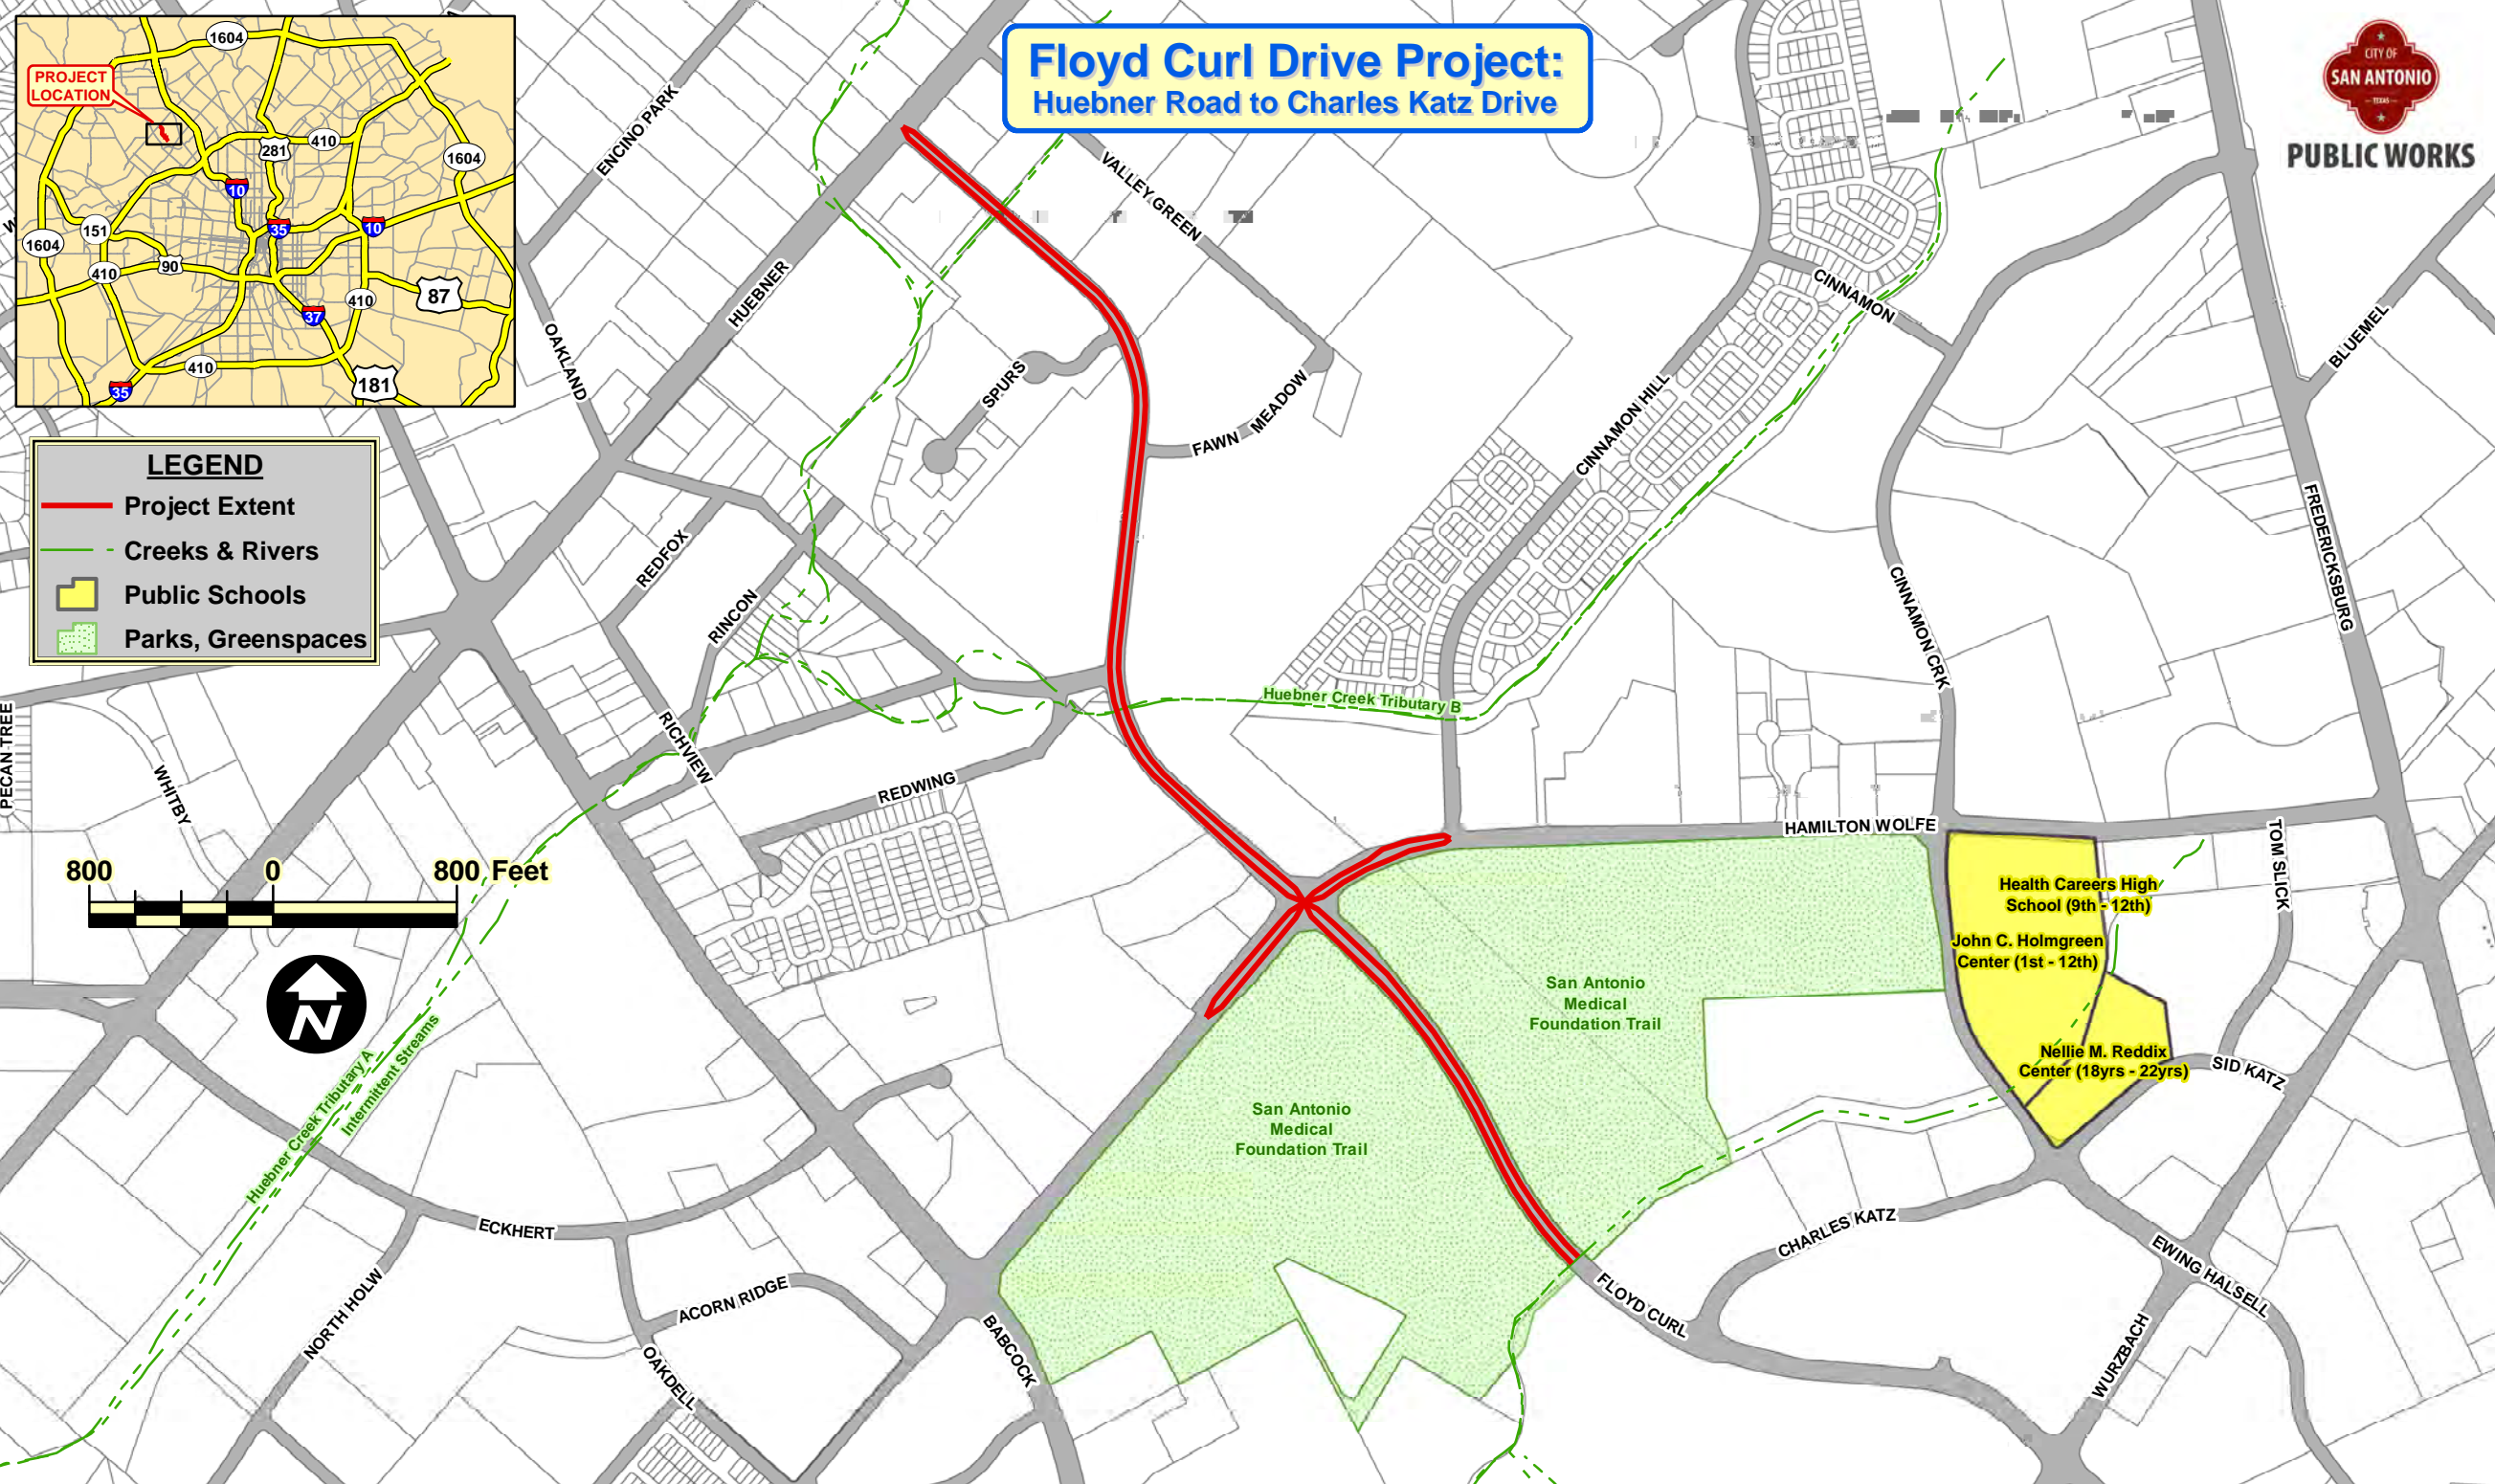 Floyd Curl Drive Project:
Huebner Road to Charles Katz Drive
CITY OF
SAN ANTONIO
TEXAS
PUBLIC WORKS
PROJECT
LOCATION
1604
410
281
1604
10
35
10
151
1604
410
90
87
410
37
410
181
35
LEGEND
Project Extent
Creeks & Rivers
Public Schools
Parks, Greenspaces
800
0
800 Feet
N
ENCINO PARK
VALLEY GREEN
HUEBNER
OAKLAND
SPURS
FAWN MEADOW
CINNAMON
CINNAMON HILL
BLUEMEL
FREDERICKSBURG
REDFOX
RINCON
CINNAMON CRK
Huebner Creek Tributary B
RICHVIEW
PECAN TREE
WHITBY
REDWING
HAMILTON WOLFE
TOM SLICK
Health Careers High
School (9th - 12th)
John C. Holmgreen
Center (1st - 12th)
Nellie M. Reddix
Center (18yrs - 22yrs)
SID KATZ
San Antonio
Medical
Foundation Trail
San Antonio
Medical
Foundation Trail
Huebner Creek Tributary A
Intermittent Streams
ECKHERT
NORTH HOLW
ACORN RIDGE
OAKDELL
BABCOCK
FLOYD CURL
CHARLES KATZ
EWING HALSELL
WURZBACH